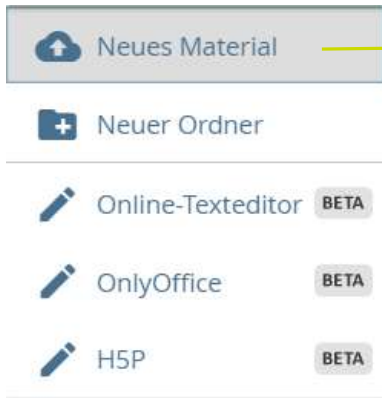 Neues Material
Neuer Ordner
Online-Texteditor BETA
OnlyOffice BETA
H5P BETA